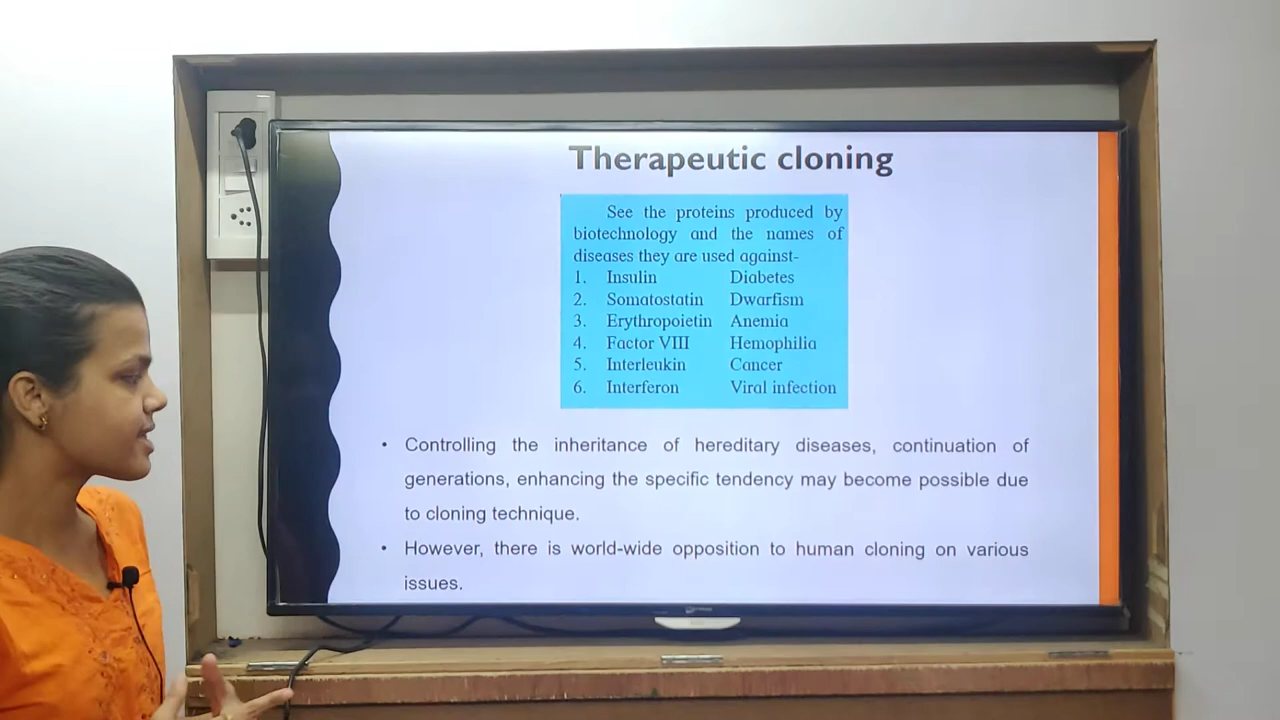 Therapeutic cloning
See the proteins produced by
biotechnology and the names of
diseases they are used against-
1. Insulin Diabetes
2. Somatostatin Dwarfism
3. Erythropoietin Anemia
4. Factor VIII Hemophilia
5. Interleukin Cancer
6. Interferon Viral infection
• Controlling the inheritance of hereditary diseases, continuation of
generations, enhancing the specific tendency may become possible due
to cloning technique.
• However, there is world-wide opposition to human cloning on various
issues.